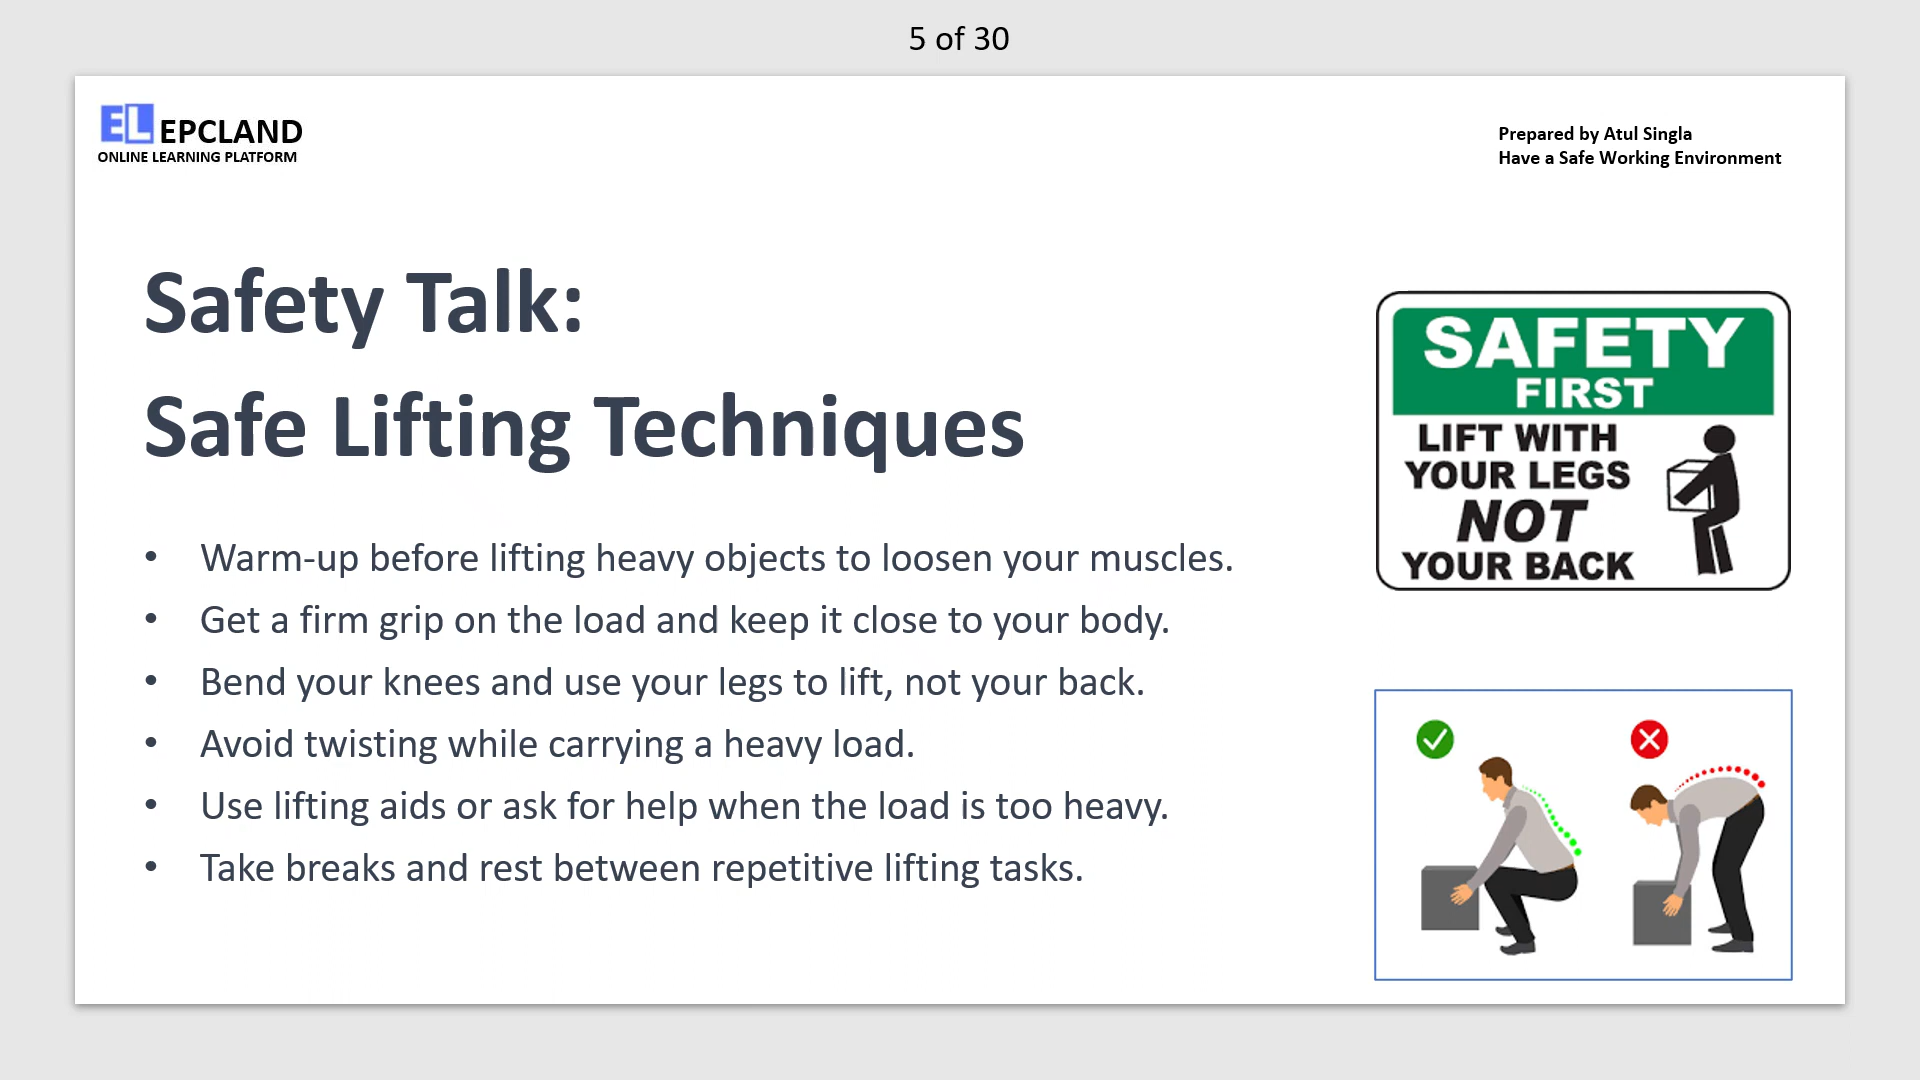 5 of 30
EL EPCLAND
ONLINE LEARNING PLATFORM
Prepared by Atul Singla
Have a Safe Working Environment
Safety Talk:
Safe Lifting Techniques
• Warm-up before lifting heavy objects to loosen your muscles.
• Get a firm grip on the load and keep it close to your body.
• Bend your knees and use your legs to lift, not your back.
• Avoid twisting while carrying a heavy load.
• Use lifting aids or ask for help when the load is too heavy.
• Take breaks and rest between repetitive lifting tasks.
SAFETY
FIRST
LIFT WITH
YOUR LEGS
NOT
YOUR BACK